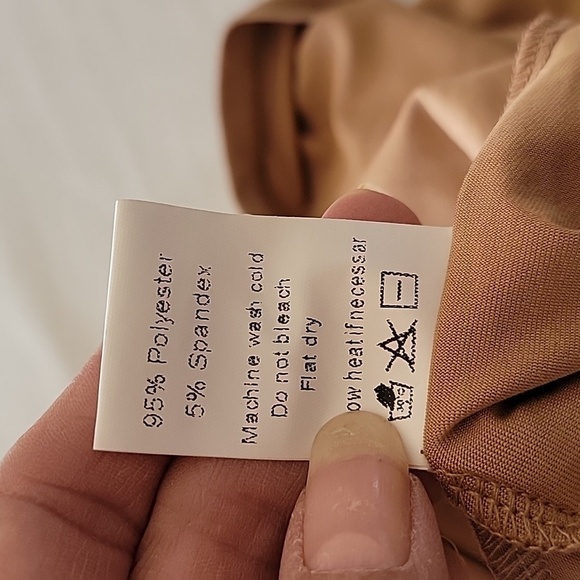 95% Polyester
5% Spandex
Machine wash cold
Do not bleach
Flat dry
ow heat if necessar
30°C